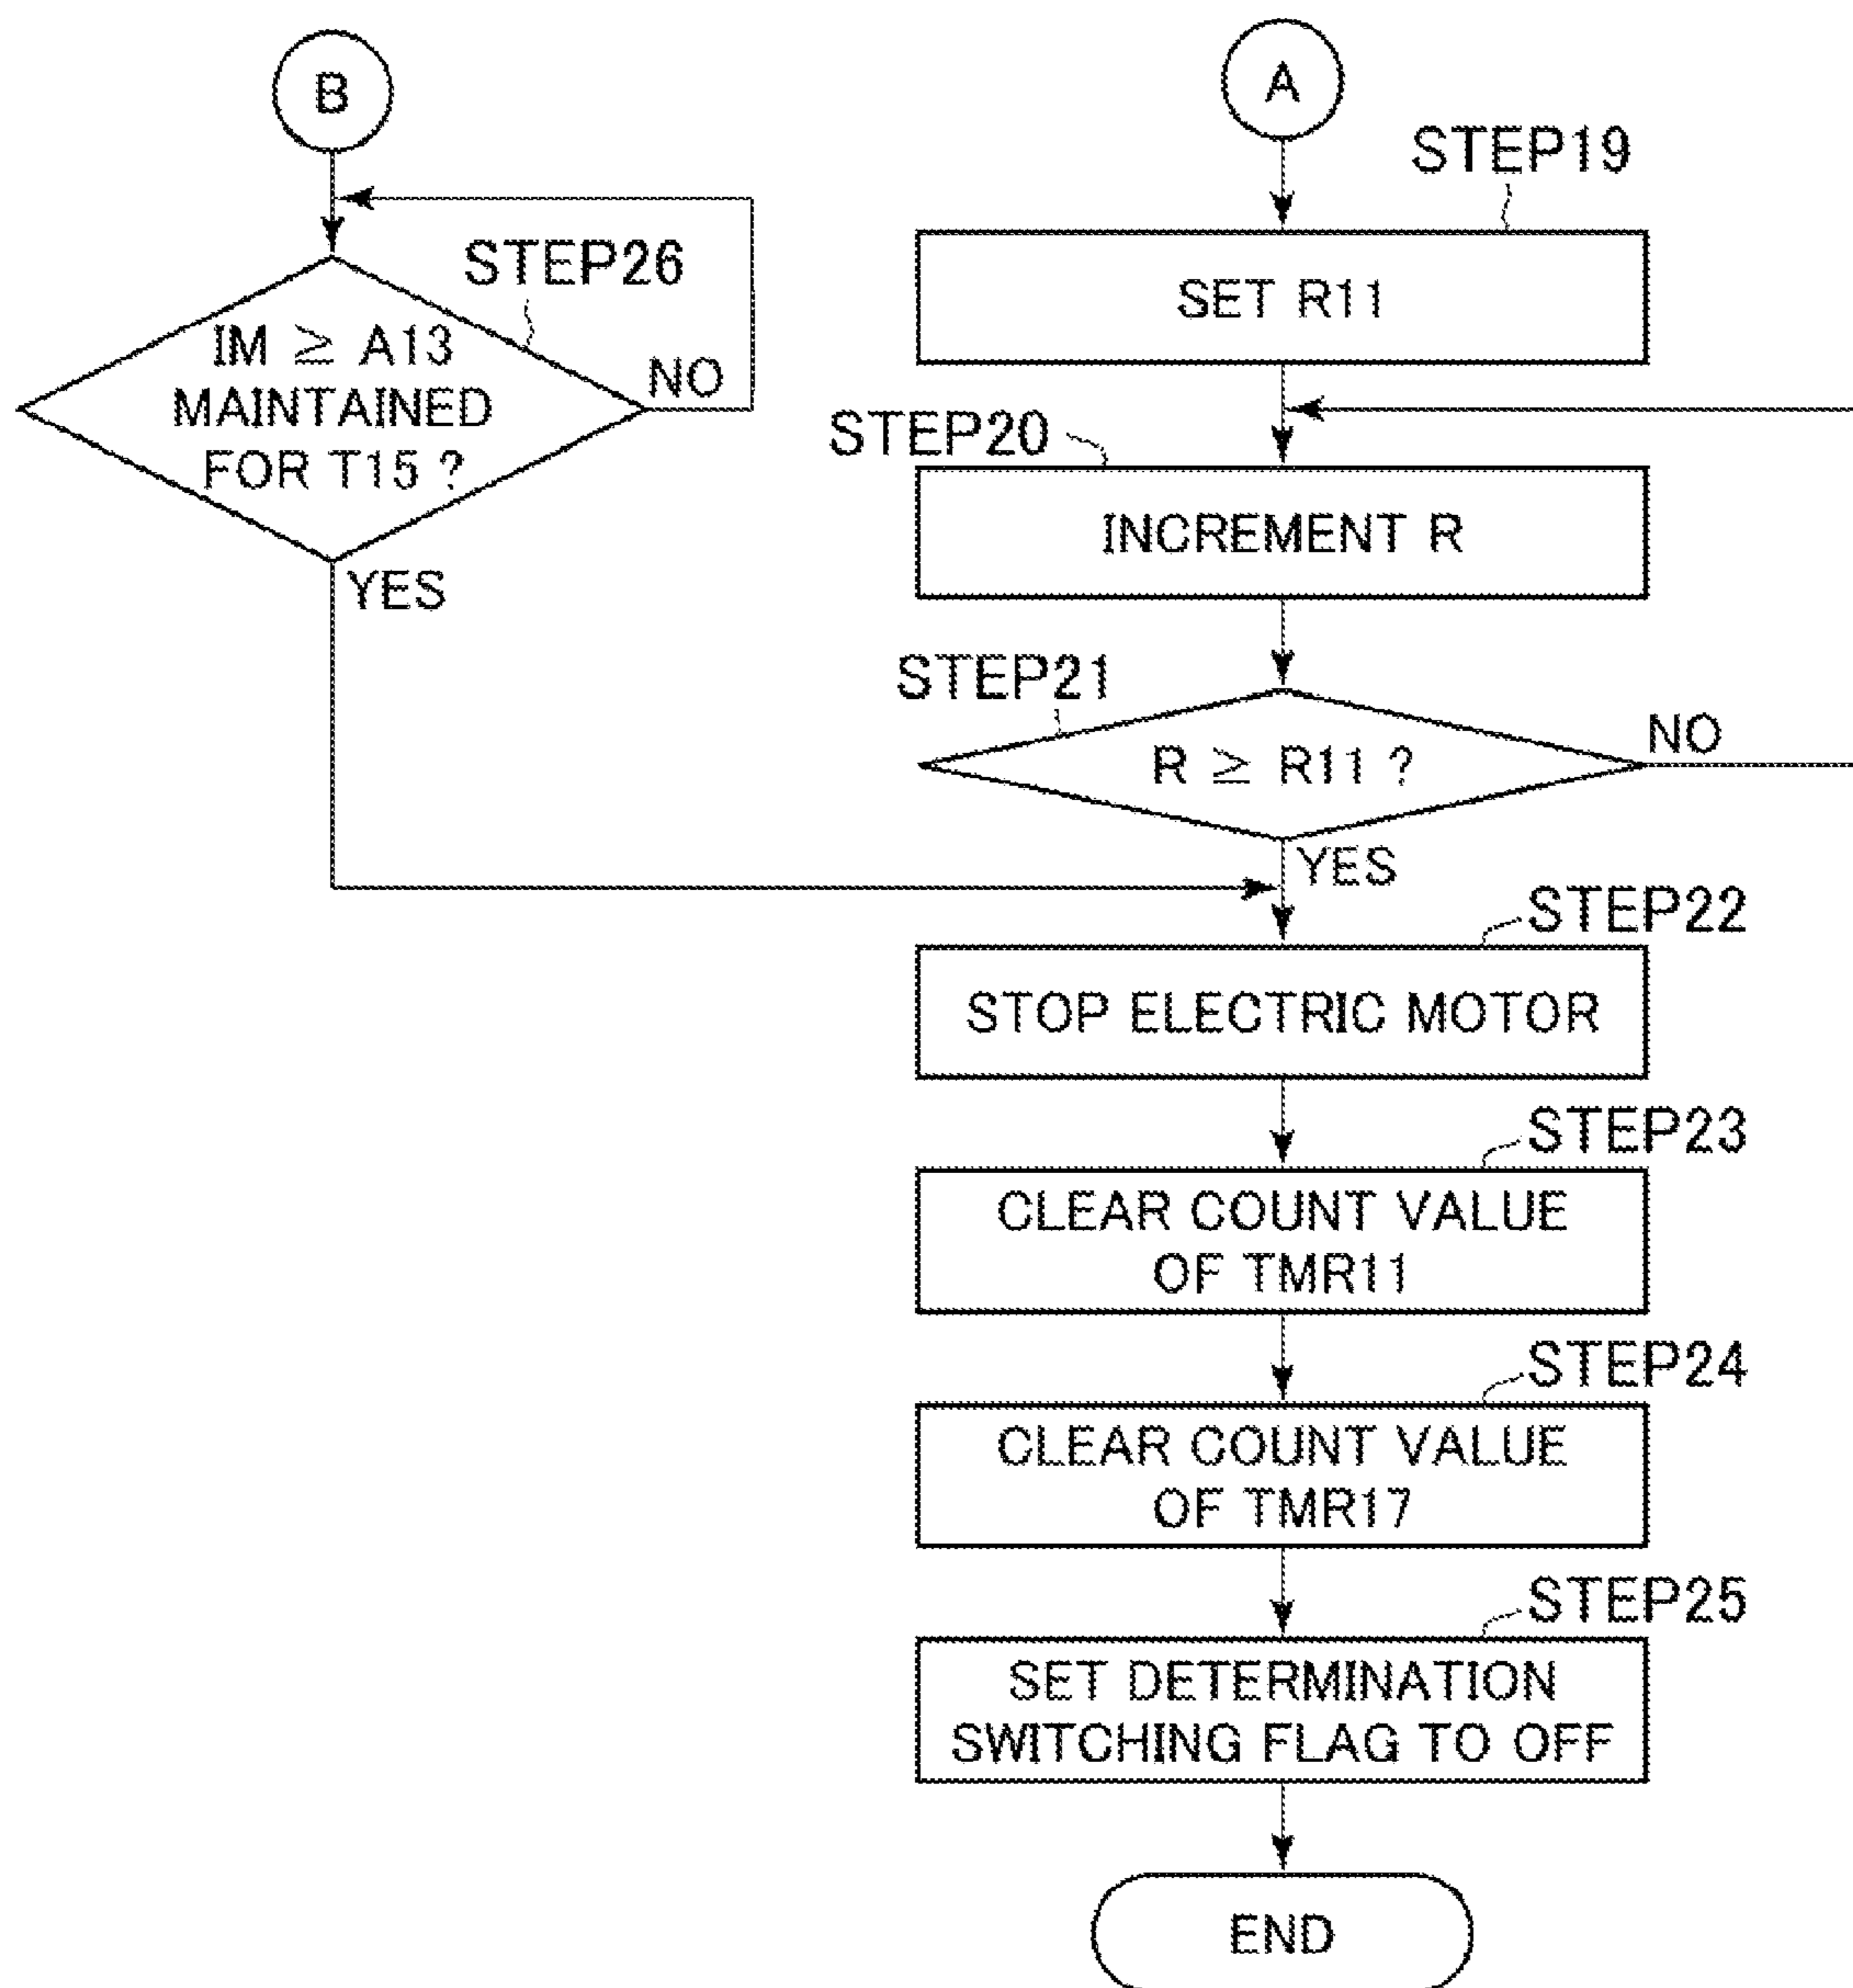 B
STEP26
IM ≧ A13
MAINTAINED
FOR T15 ?
NO
YES
A
STEP19
SET R11
STEP20
INCREMENT R
STEP21
R ≧ R11 ?
NO
YES
STEP22
STOP ELECTRIC MOTOR
STEP23
CLEAR COUNT VALUE
OF TMR11
STEP24
CLEAR COUNT VALUE
OF TMR17
STEP25
SET DETERMINATION
SWITCHING FLAG TO OFF
END